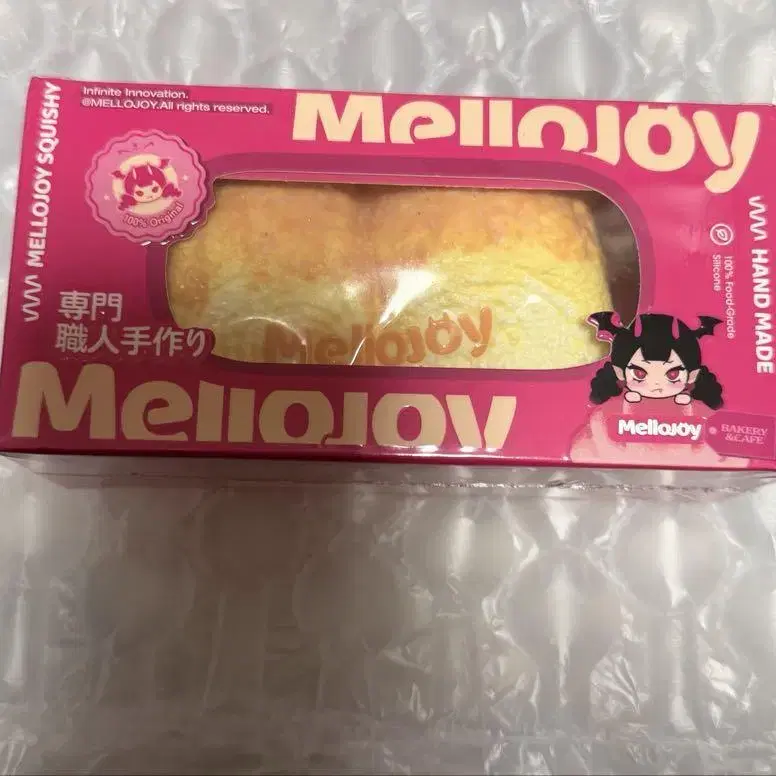 Infinite Innovation.
@MELLOJOY.All rights reserved.
Mellojoy
MELLOJOY SQUISHY
100% Original
専門
職人手作り
Mellojoy
Mellojoy
HAND MADE
100% Food-Grade
Silicone
Mellojoy
BAKERY
&CAFE